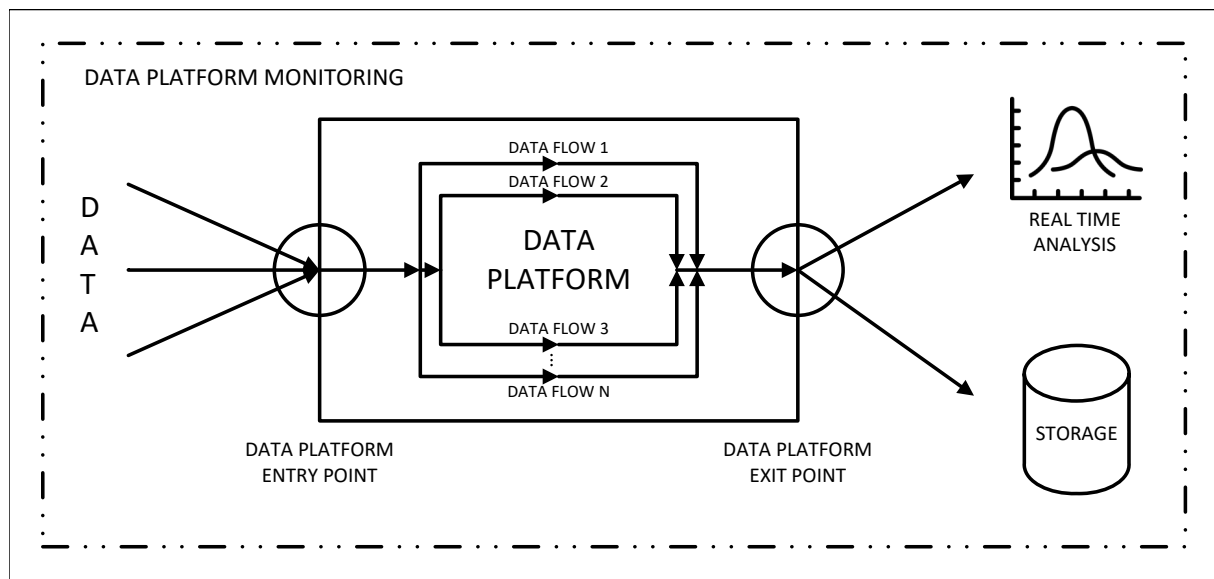 DATA PLATFORM MONITORING
D
A
T
A
DATA FLOW 1
DATA FLOW 2
DATA
PLATFORM
DATA FLOW 3
DATA FLOW N
DATA PLATFORM
ENTRY POINT
DATA PLATFORM
EXIT POINT
REAL TIME
ANALYSIS
STORAGE